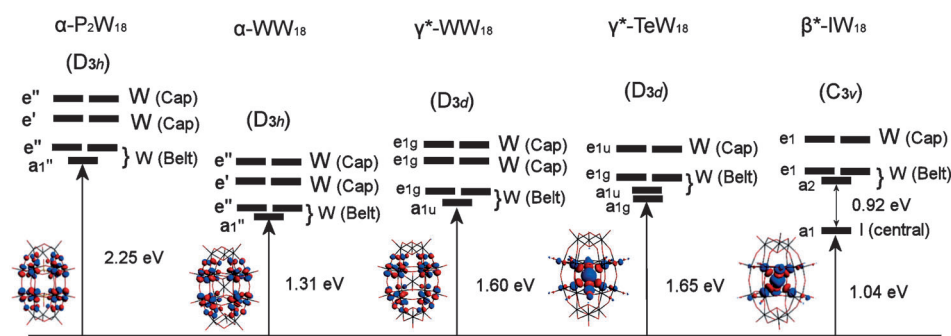 α-P₂W₁₈
(D₃ₕ)
e''
W (Cap)
e'
W (Cap)
e''
a₁''
} W (Belt)
2.25 eV
α-WW₁₈
(D₃ₕ)
e''
W (Cap)
e'
W (Cap)
e''
a₁''
} W (Belt)
1.31 eV
γ*-WW₁₈
(D₃d)
e₁g
W (Cap)
e₁g
W (Cap)
e₁g
a₁u
} W (Belt)
1.60 eV
γ*-TeW₁₈
(D₃d)
e₁u
W (Cap)
e₁g
a₁u
} W (Belt)
a₁g
1.65 eV
β*-IW₁₈
(C₃ᵥ)
e₁
W (Cap)
e₁
a₂
} W (Belt)
0.92 eV
a₁
I (central)
1.04 eV